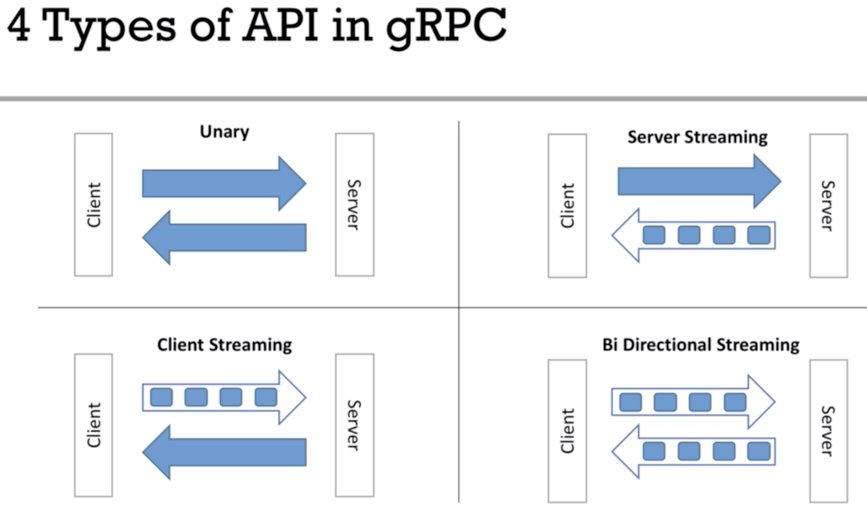 4 Types of API in gRPC
Unary
Client
Server
Server Streaming
Client
Server
Client Streaming
Client
Server
Bi Directional Streaming
Client
Server